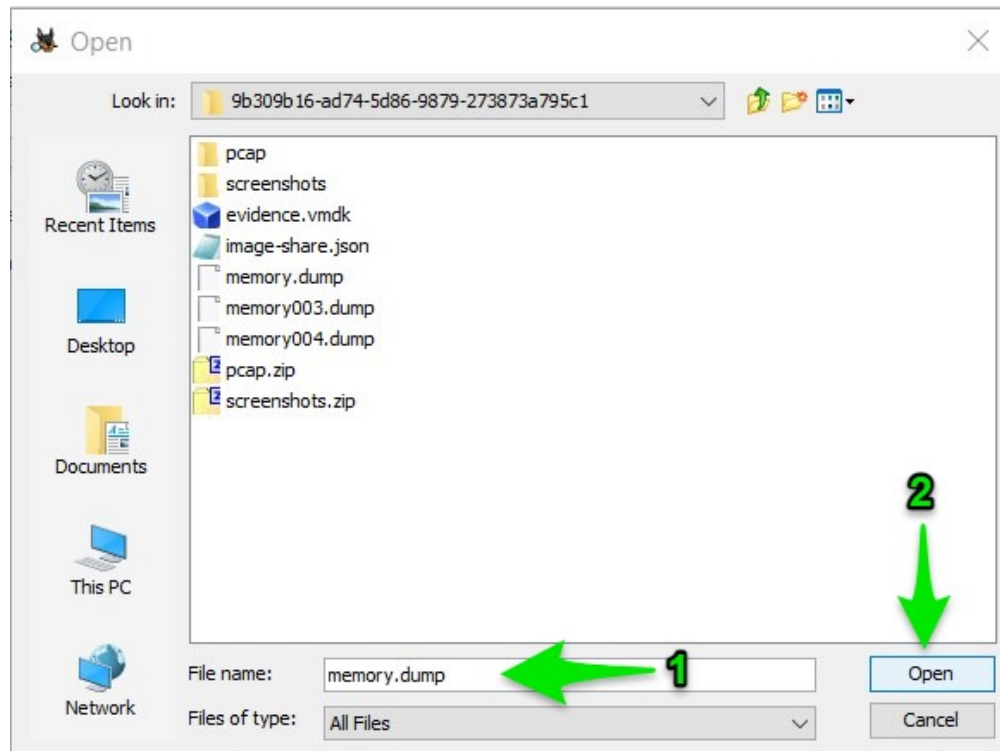 Open
Look in:
9b309b16-ad74-5d86-9879-273873a795c1
pcap
screenshots
evidence.vmdk
image-share.json
memory.dump
memory003.dump
memory004.dump
pcap.zip
screenshots.zip
Recent Items
Desktop
Documents
This PC
Network
2
File name:
memory.dump
1
Open
Files of type:
All Files
Cancel